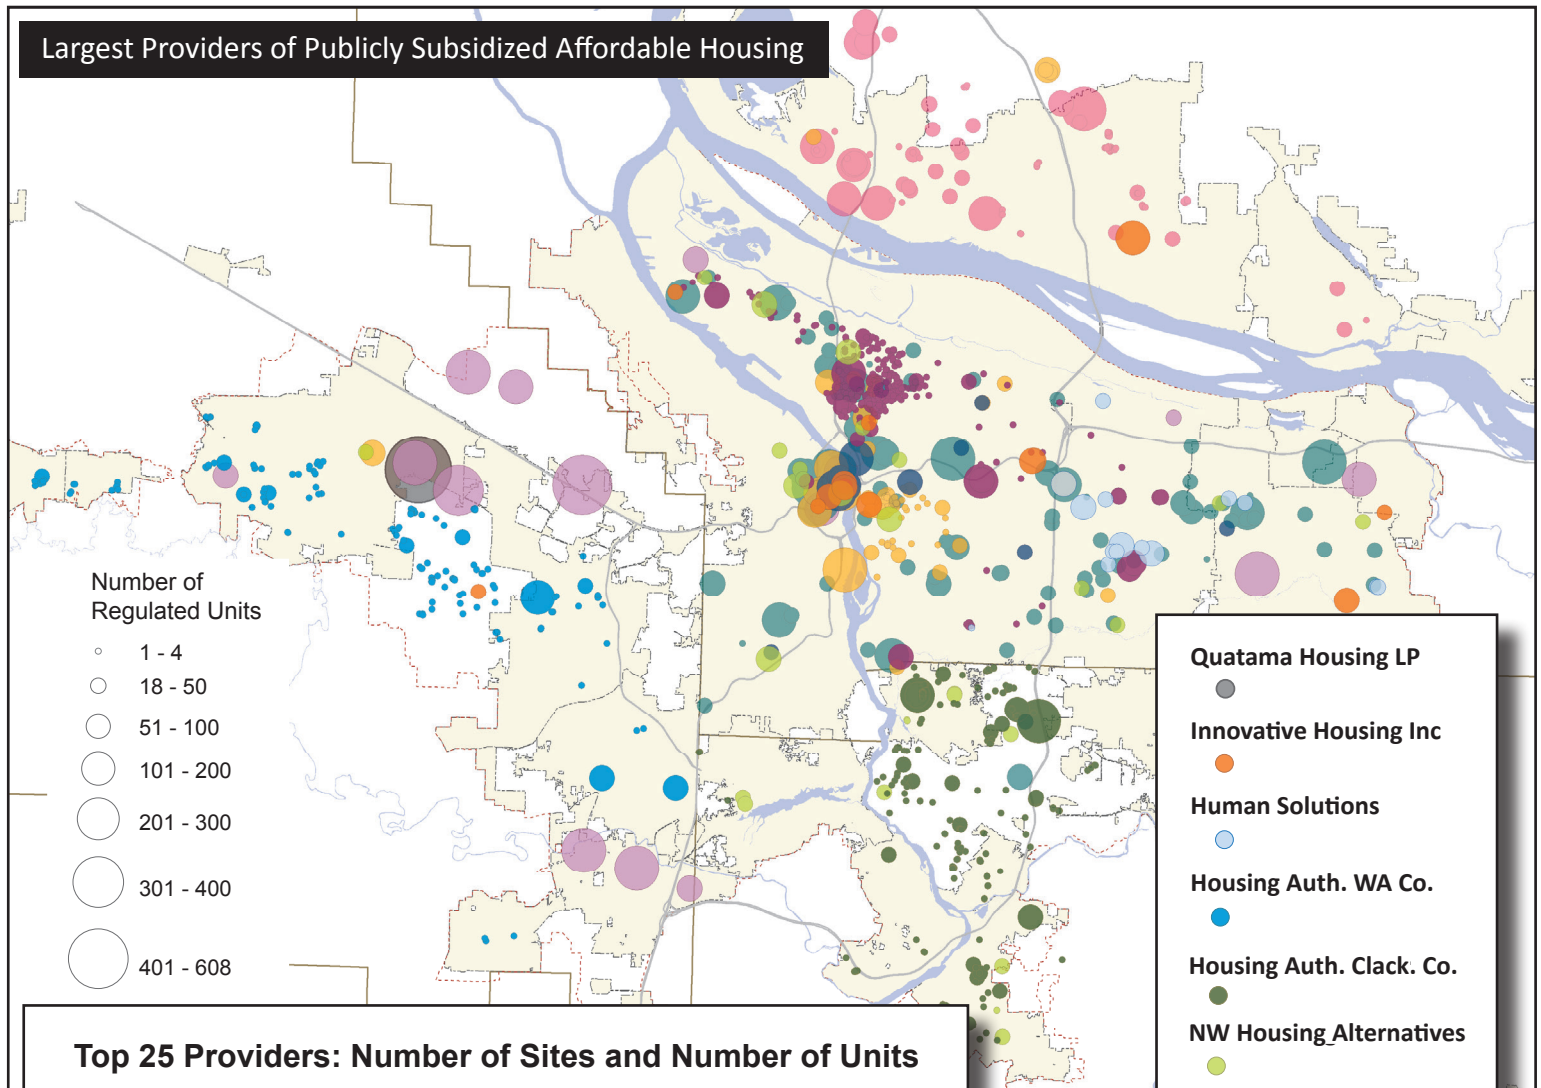 Largest Providers of Publicly Subsidized Affordable Housing
Number of
Regulated Units
1 - 4
18 - 50
51 - 100
101 - 200
201 - 300
301 - 400
401 - 608
Quatama Housing LP
Innovative Housing Inc
Human Solutions
Housing Auth. WA Co.
Housing Auth. Clack. Co.
NW Housing Alternatives
Top 25 Providers: Number of Sites and Number of Units